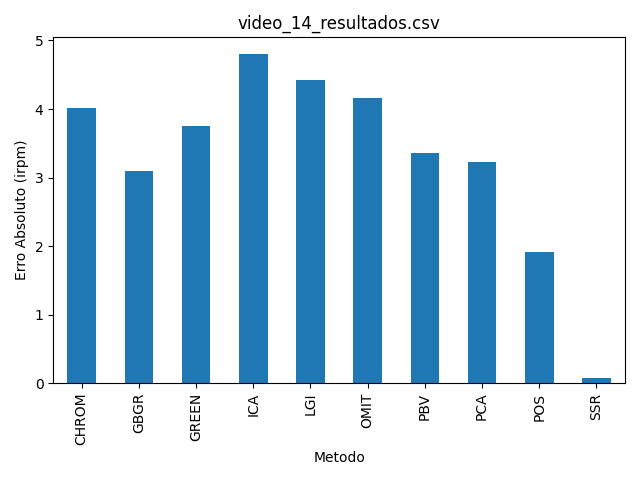 video_14_resultados.csv
5
4
3
2
1
0
Erro Absoluto (irpm)
CHROM
GBGR
GREEN
ICA
LGI
OMIT
PBV
PCA
POS
SSR
Metodo